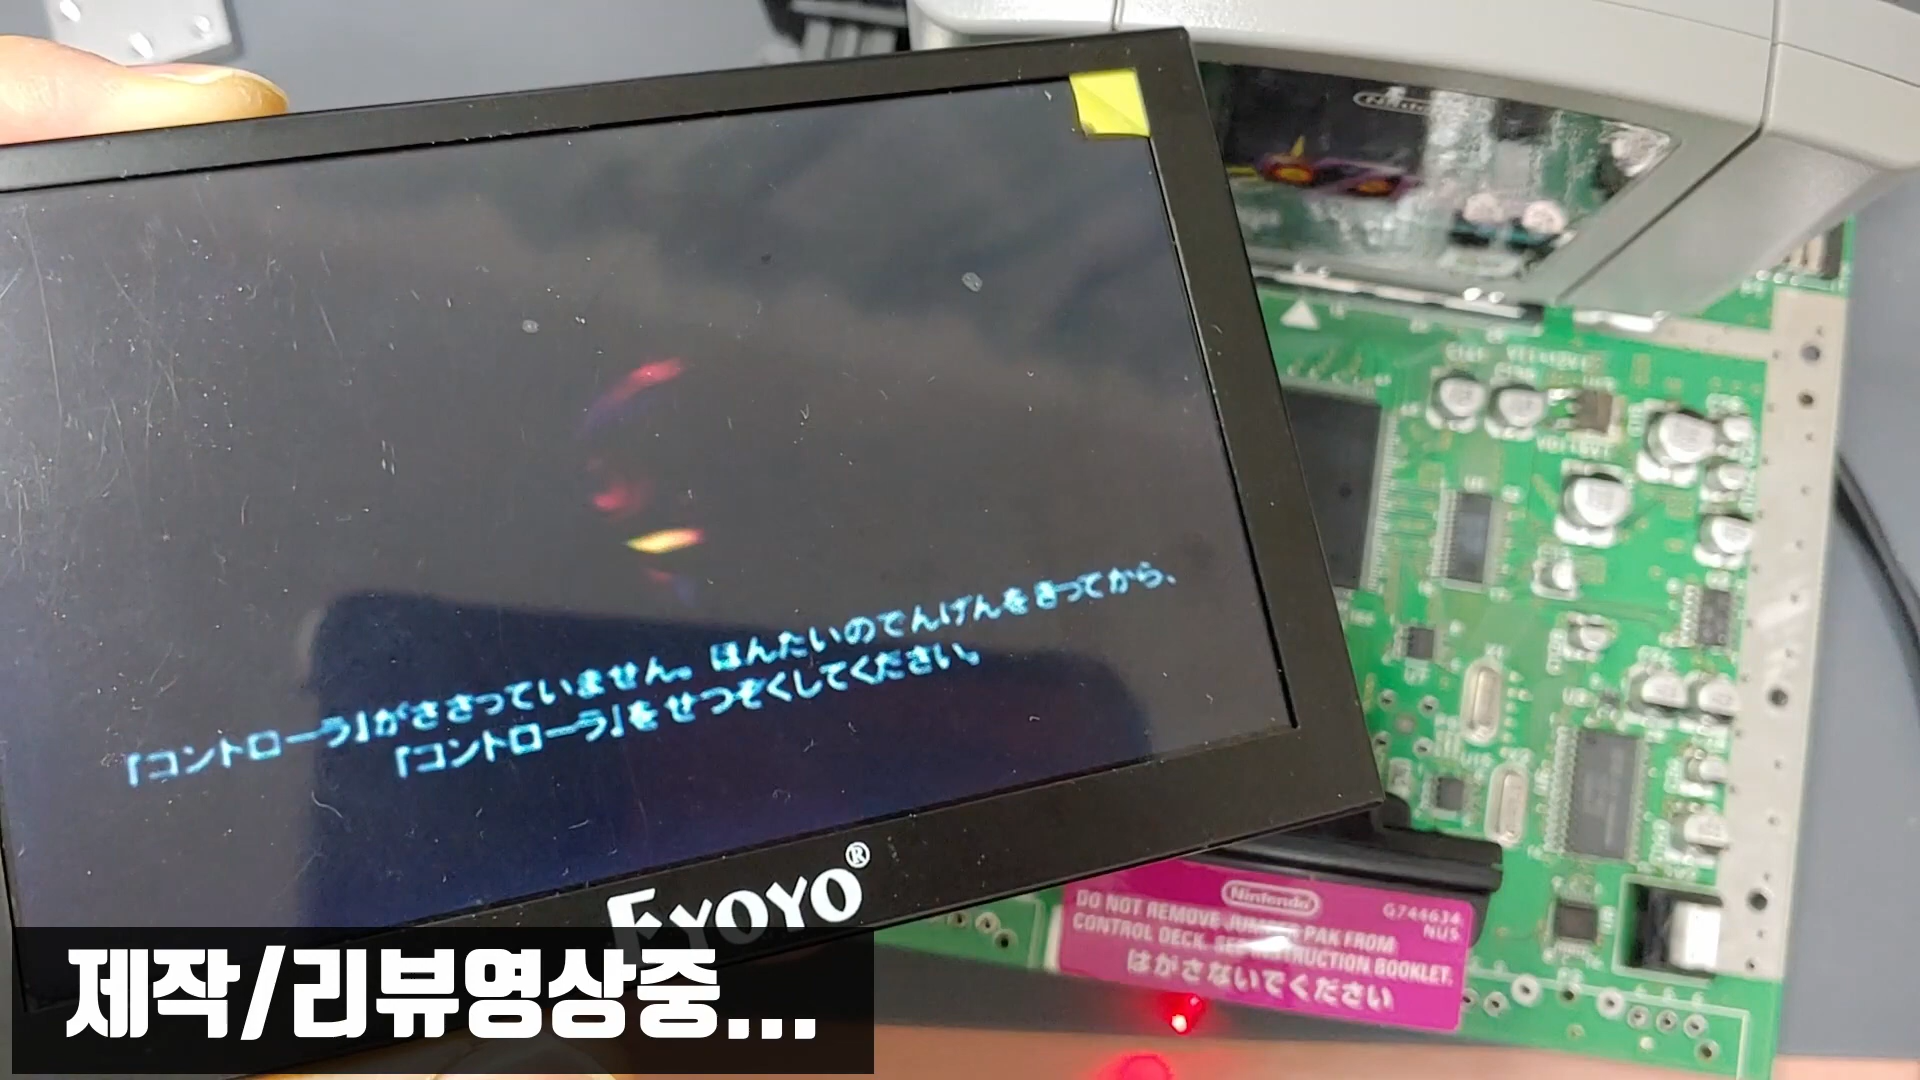 「コントローラ」がささっていません。ほんたいのでんげんをきってから、
「コントローラ」をせつぞくしてください。
EYOYO®
Nintendo
G744634
NUS
DO NOT REMOVE JUMPER PAK FROM
CONTROL DECK. SEE INSTRUCTION BOOKLET.
はがさないでください
제작/리뷰영상중...